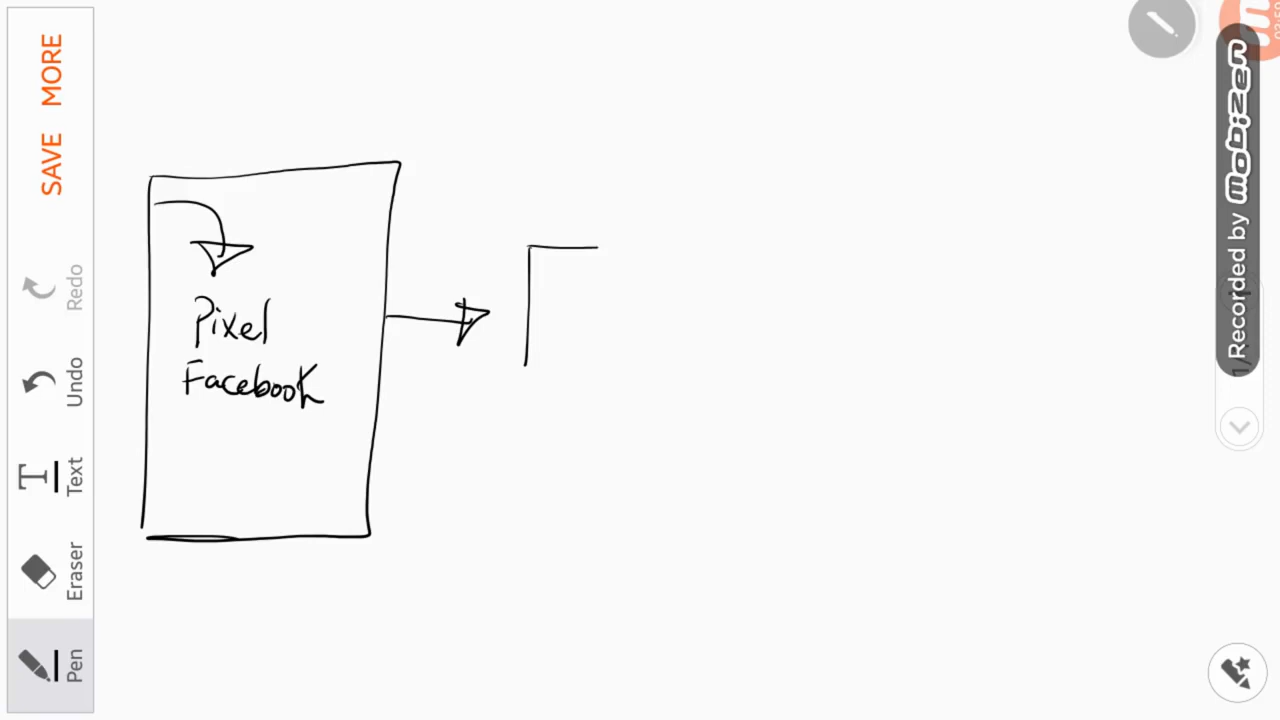 Pixel
Facebook
SAVE MORE
Redo
Undo
Text
Eraser
Pen
Recorded by mobizen